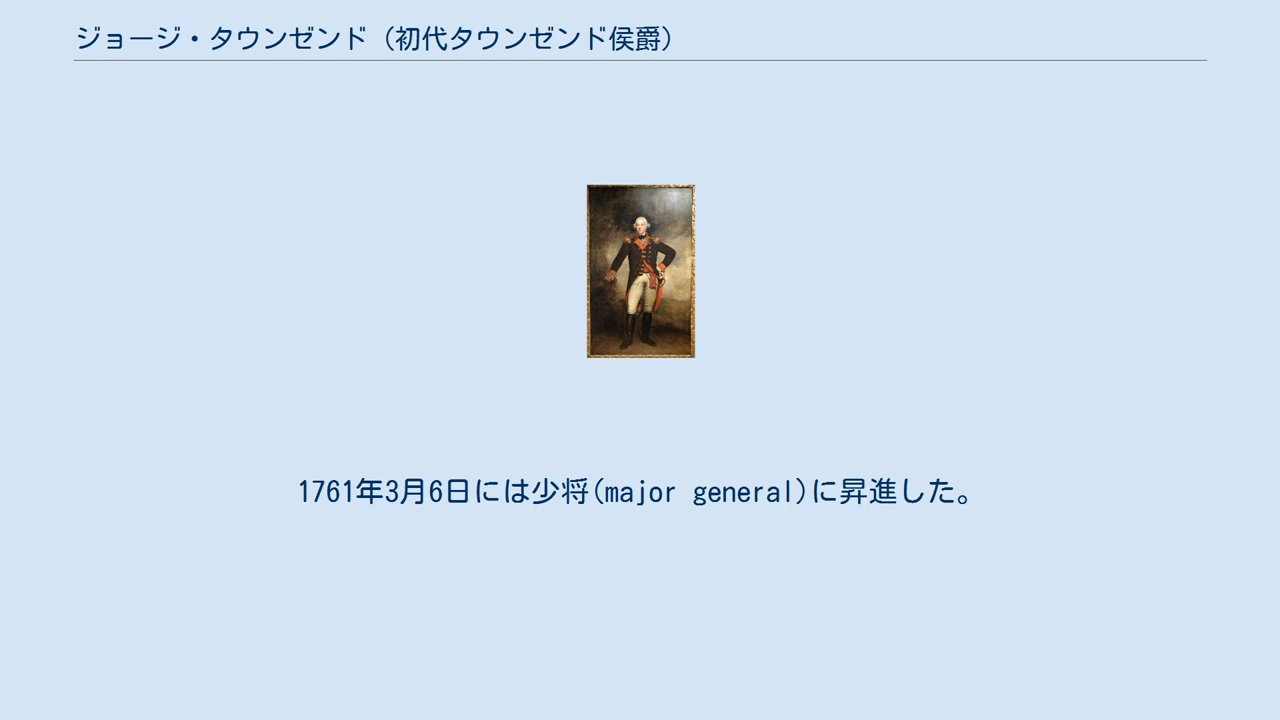 ジョージ・タウンゼンド（初代タウンゼンド侯爵）
1761年3月6日には少将(major general)に昇進した。